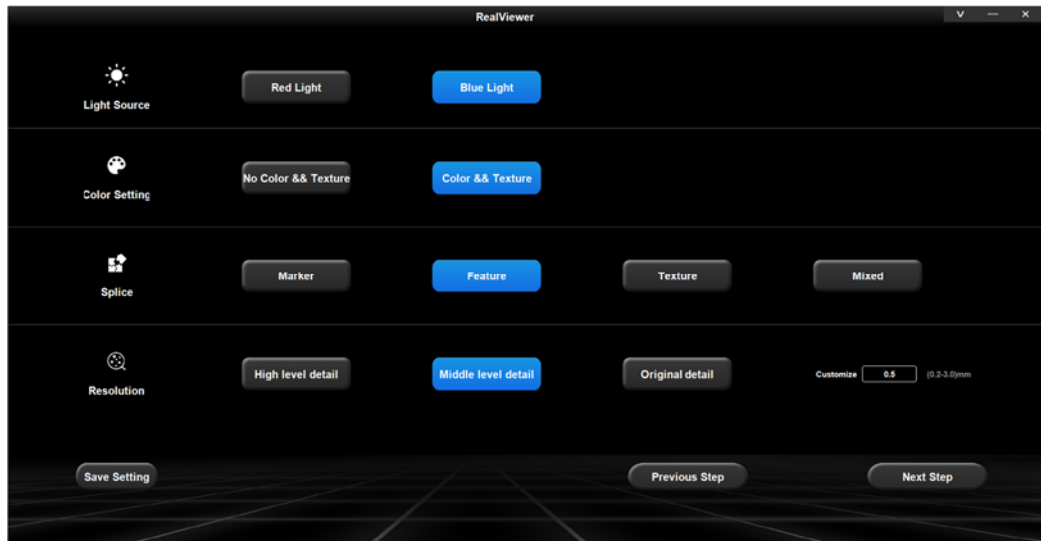 RealViewer
Light Source
Red Light
Blue Light
Color Setting
No Color && Texture
Color && Texture
Splice
Marker
Feature
Texture
Mixed
Resolution
High level detail
Middle level detail
Original detail
Customize 0.5 (0.2-3.0)mm
Save Setting
Previous Step
Next Step